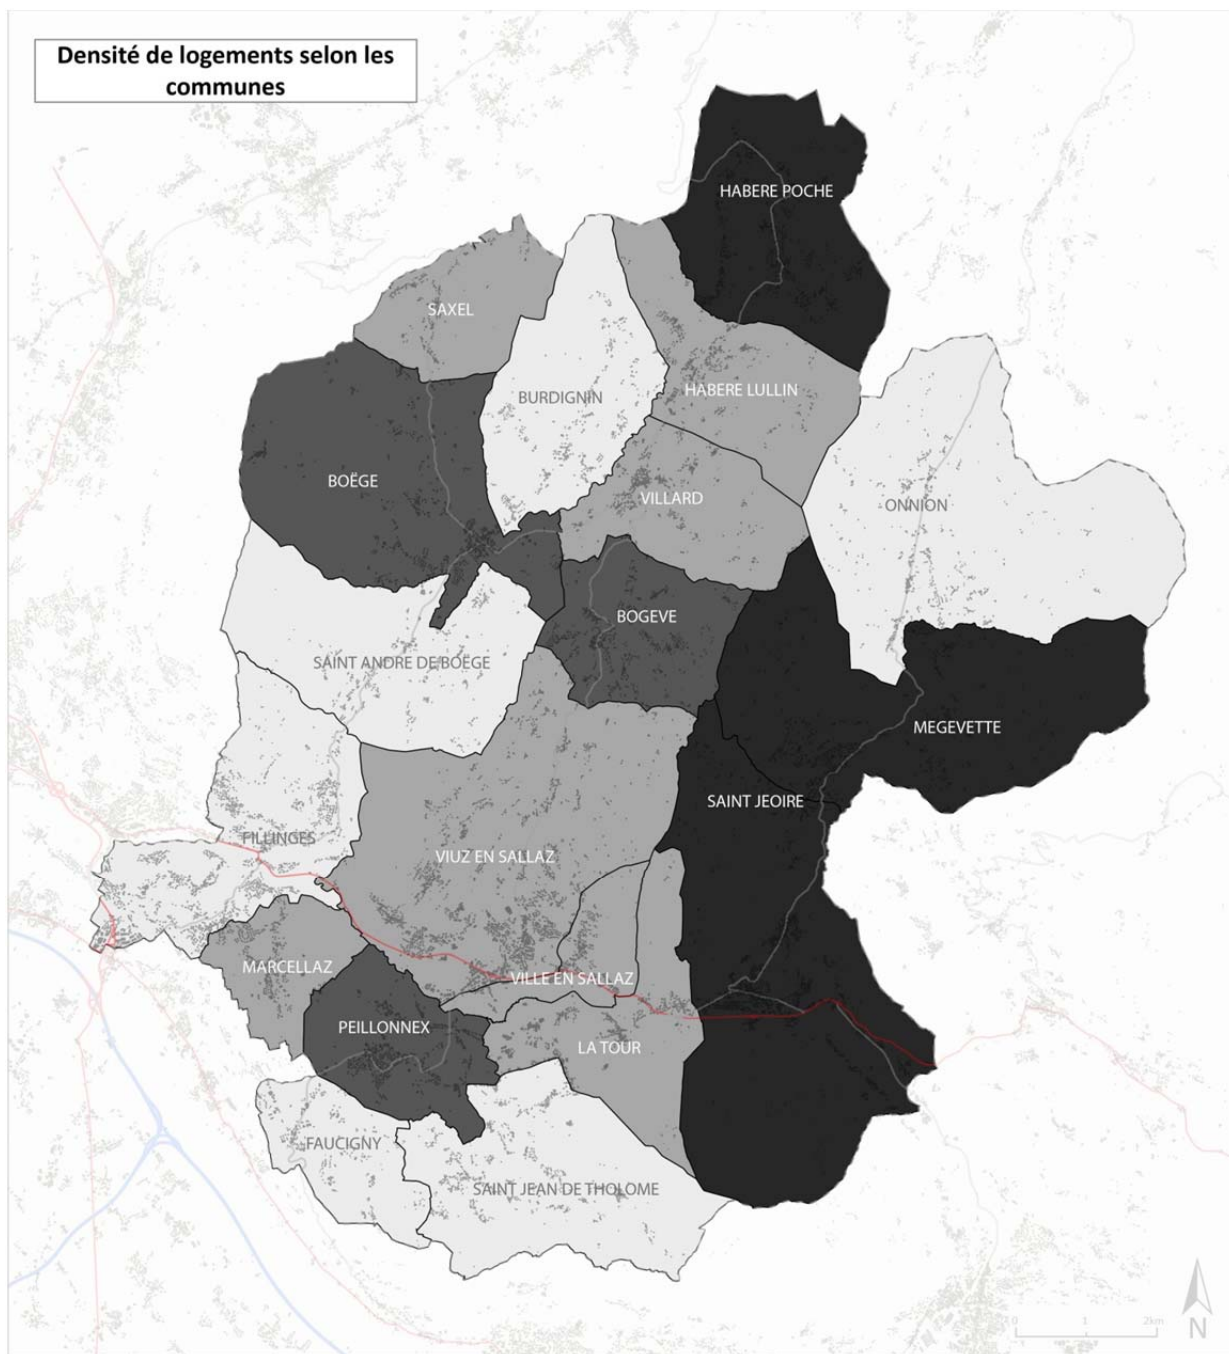 Densité de logements selon les
communes
HABERE POCHE
SAXEL
BURDIGNIN
HABERE LULLIN
BOËGE
VILLARD
ONNION
BOGEVE
SAINT ANDRE DE BOËGE
MEGEVETTE
SAINT JEOIRE
FILLINGES
VIUZ EN SALLAZ
MARCELLAZ
VILLE EN SALLAZ
PEILLONNEX
LA TOUR
FAUCIGNY
SAINT JEAN DE THOLOME
0 1 2km
N